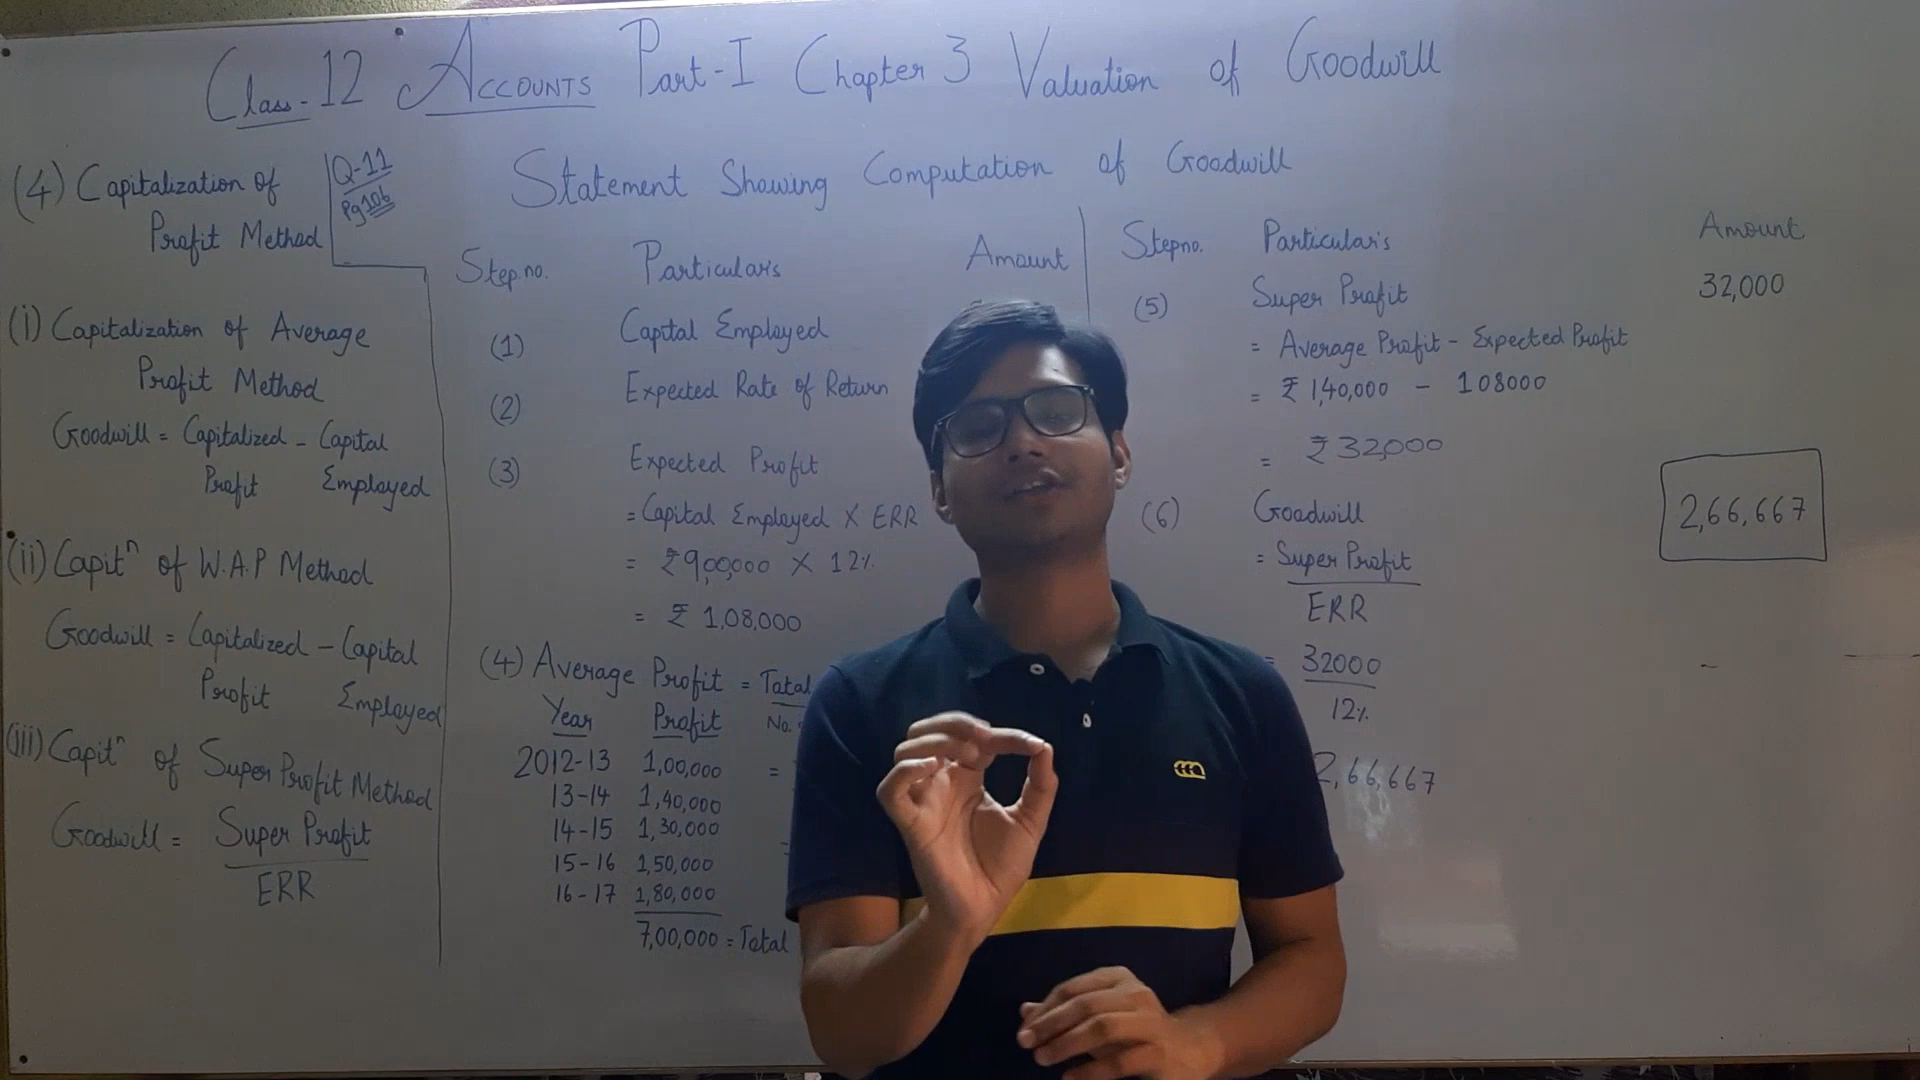 Class-12 ACCOUNTS Part-I Chapter 3 Valuation of Goodwill
(4) Capitalization of
Profit Method
Q-11
Pg 106
(i) Capitalization of Average
Profit Method
Goodwill = Capitalized - Capital
Profit Employed
(ii) Capitⁿ of W.A.P Method
Goodwill = Capitalized - Capital
Profit Employed
(iii) Capitⁿ of Super Profit Method
Goodwill = Super Profit
ERR
Statement Showing Computation of Goodwill
Step.no. Particular's Amount
(1) Capital Employed
(2) Expected Rate of Return
(3) Expected Profit
= Capital Employed X ERR
= ₹9,00,000 X 12%
= ₹ 1,08,000
(4) Average Profit = Total
Year Profit No.
2012-13 1,00,000 =
13-14 1,40,000
14-15 1,30,000 =
15-16 1,50,000
16-17 1,80,000
7,00,000 = Total
Step no. Particular's Amount
(5) Super Profit 32,000
= Average Profit - Expected Profit
= ₹ 1,40,000 - 108000
= ₹ 32,000
(6) Goodwill 2,66,667
= Super Profit
ERR
= 32000
12%
2,66,667